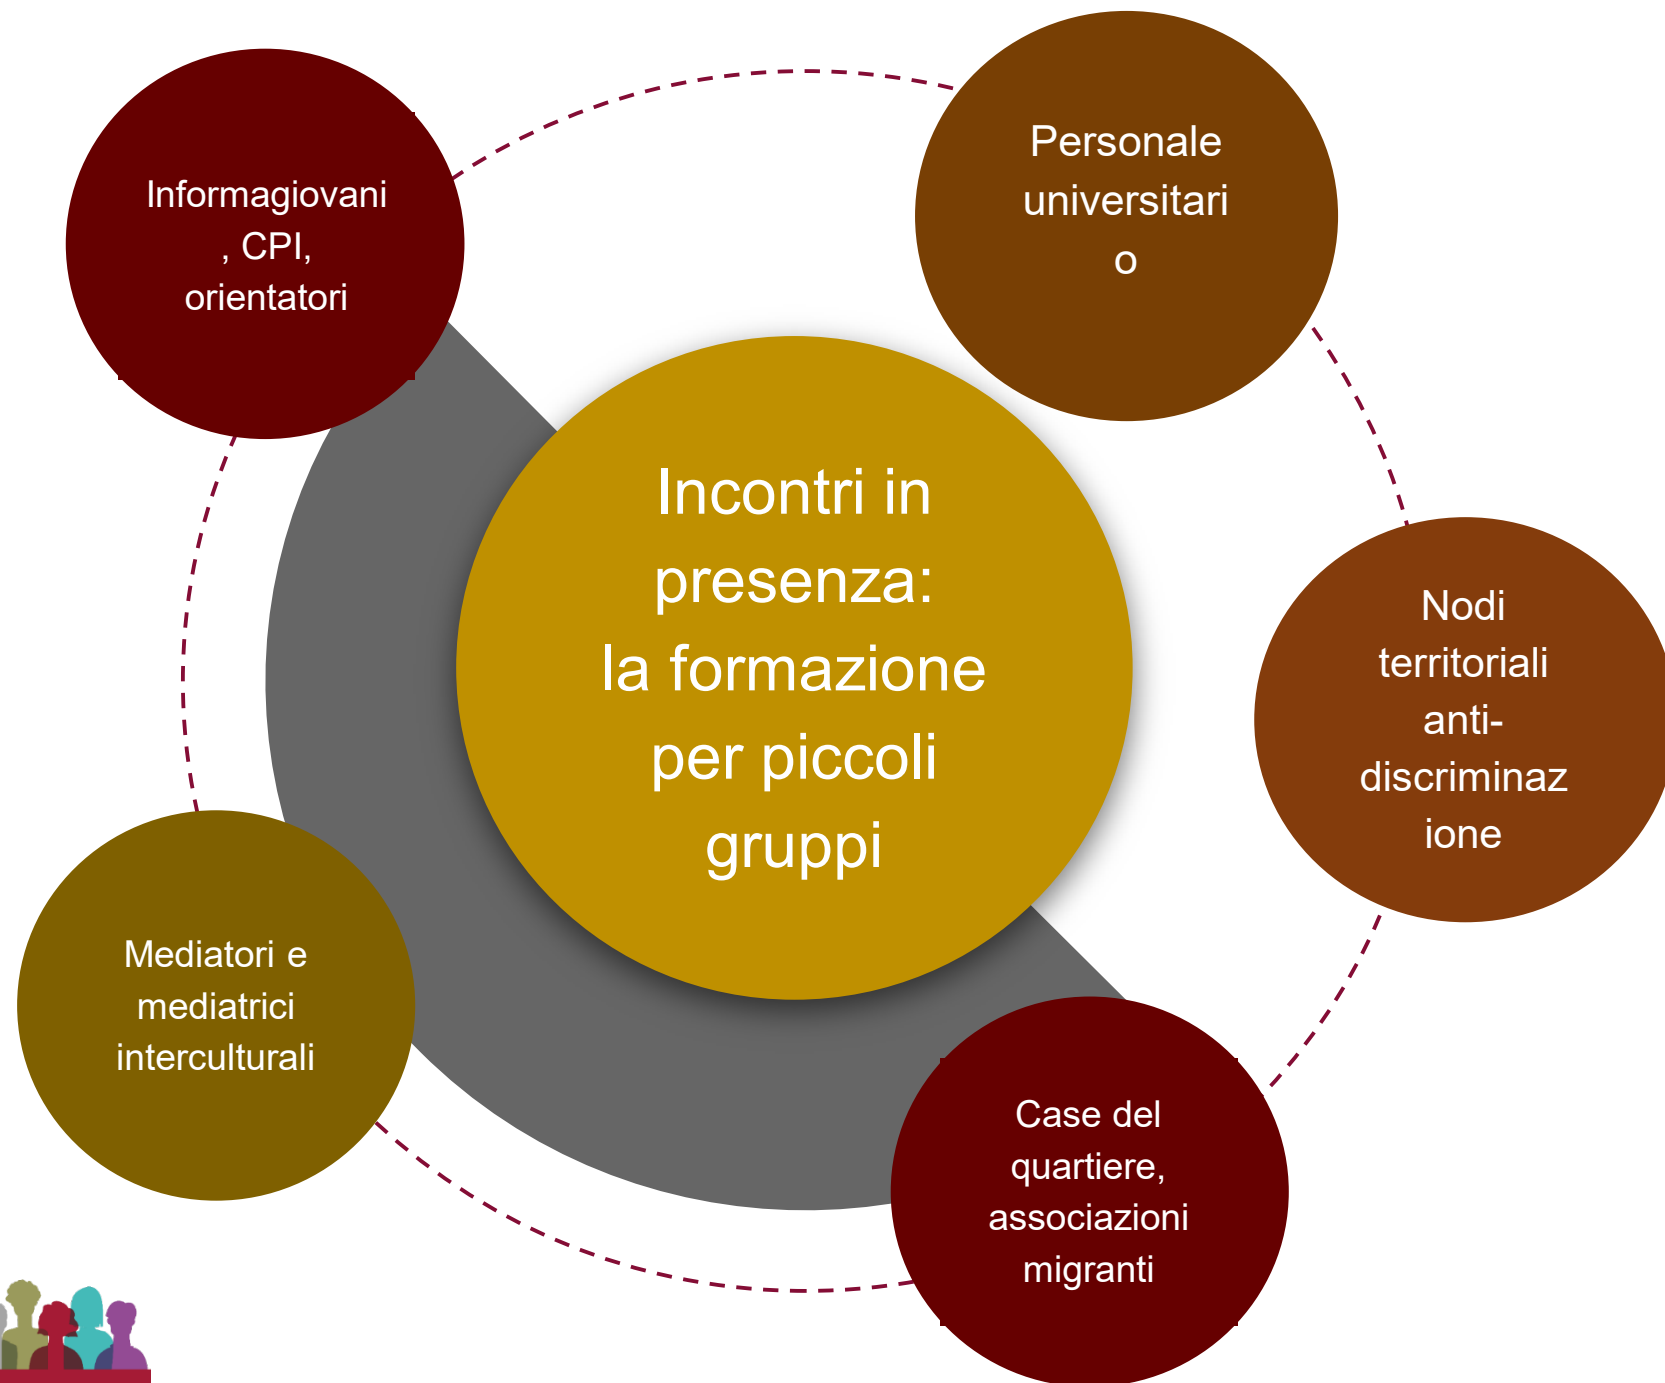 Informagiovani
, CPI,
orientatori
Personale
universitari
o
Incontri in
presenza:
la formazione
per piccoli
gruppi
Nodi
territoriali
anti-
discriminaz
ione
Mediatori e
mediatrici
interculturali
Case del
quartiere,
associazioni
migranti